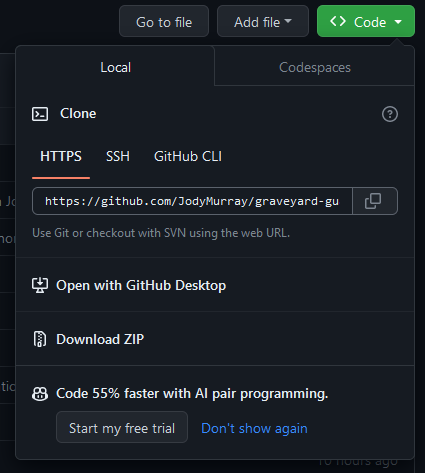 Go to file
Add file
Code
Local
Codespaces
Clone
HTTPS
SSH
GitHub CLI
https://github.com/JodyMurray/graveyard-gu
Use Git or checkout with SVN using the web URL.
Open with GitHub Desktop
Download ZIP
Code 55% faster with AI pair programming.
Start my free trial
Don't show again
10 hours ago